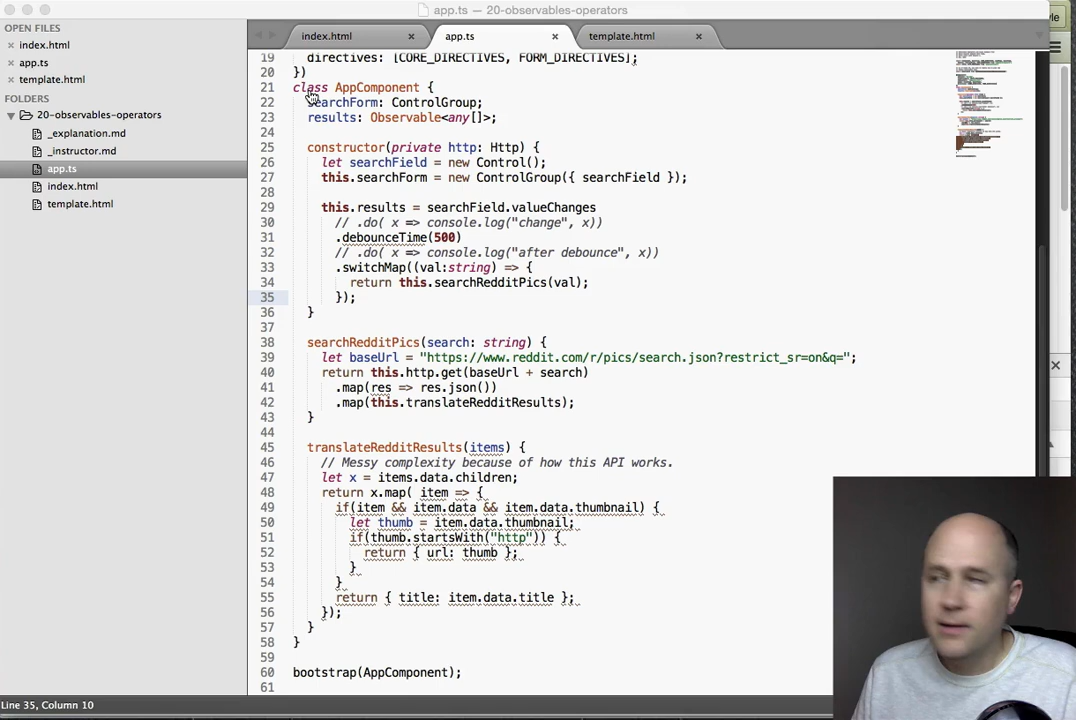 app.ts — 20-observables-operators
yle
OPEN FILES
index.html
app.ts
template.html
FOLDERS
20-observables-operators
_explanation.md
_instructor.md
app.ts
index.html
template.html
index.html
app.ts
template.html
19 directives: [CORE_DIRECTIVES, FORM_DIRECTIVES];
20 })
21 class AppComponent {
22 searchForm: ControlGroup;
23 results: Observable<any[]>;
24
25 constructor(private http: Http) {
26 let searchField = new Control();
27 this.searchForm = new ControlGroup({ searchField });
28
29 this.results = searchField.valueChanges
30 // .do( x => console.log("change", x))
31 .debounceTime(500)
32 // .do( x => console.log("after debounce", x))
33 .switchMap((val:string) => {
34 return this.searchRedditPics(val);
35 });
36 }
37
38 searchRedditPics(search: string) {
39 let baseUrl = "https://www.reddit.com/r/pics/search.json?restrict_sr=on&q=";
40 return this.http.get(baseUrl + search)
41 .map(res => res.json())
42 .map(this.translateRedditResults);
43 }
44
45 translateRedditResults(items) {
46 // Messy complexity because of how this API works.
47 let x = items.data.children;
48 return x.map( item => {
49 if(item && item.data && item.data.thumbnail) {
50 let thumb = item.data.thumbnail;
51 if(thumb.startsWith("http")) {
52 return { url: thumb };
53 }
54 }
55 return { title: item.data.title };
56 });
57 }
58 }
59
60 bootstrap(AppComponent);
61
Line 35, Column 10